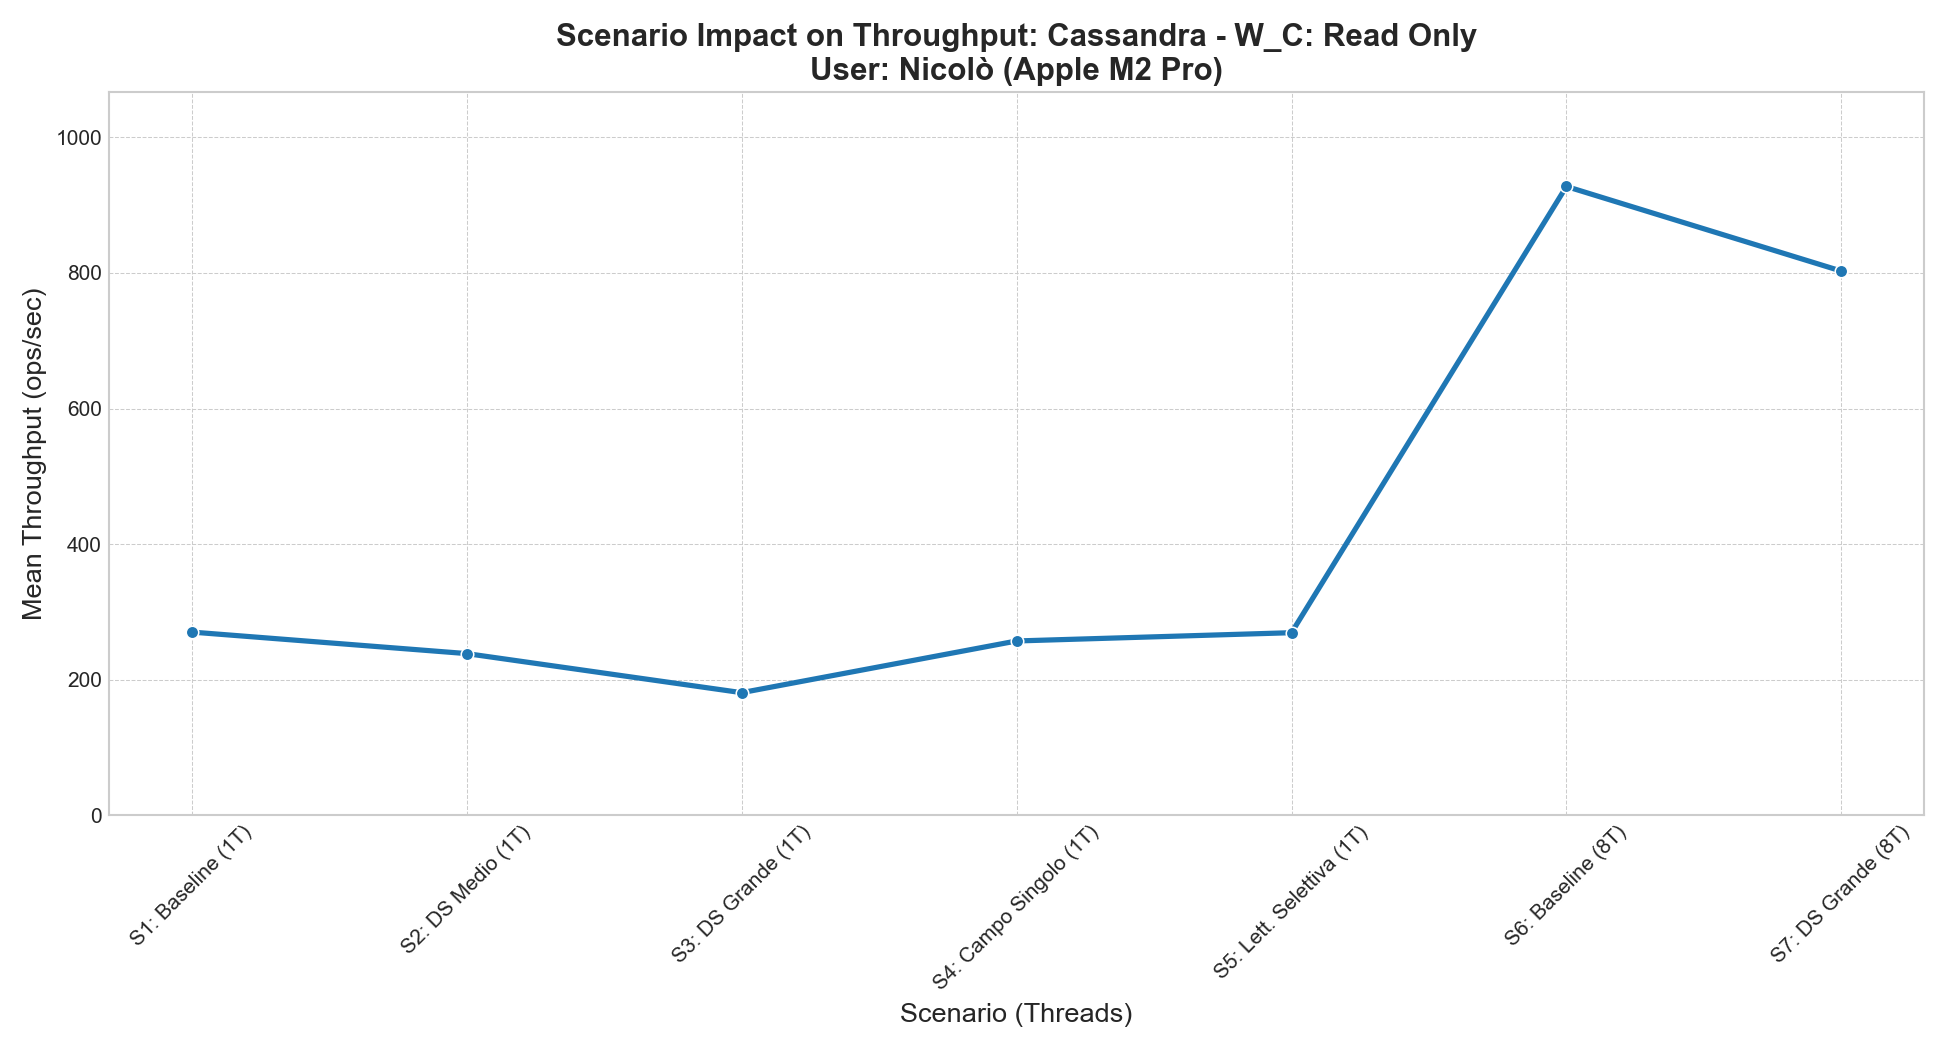 Scenario Impact on Throughput: Cassandra - W_C: Read Only
User: Nicolò (Apple M2 Pro)
Mean Throughput (ops/sec)
1000
800
600
400
200
0
S1: Baseline (1T)
S2: DS Medio (1T)
S3: DS Grande (1T)
S4: Campo Singolo (1T)
S5: Lett. Selettiva (1T)
S6: Baseline (8T)
S7: DS Grande (8T)
Scenario (Threads)